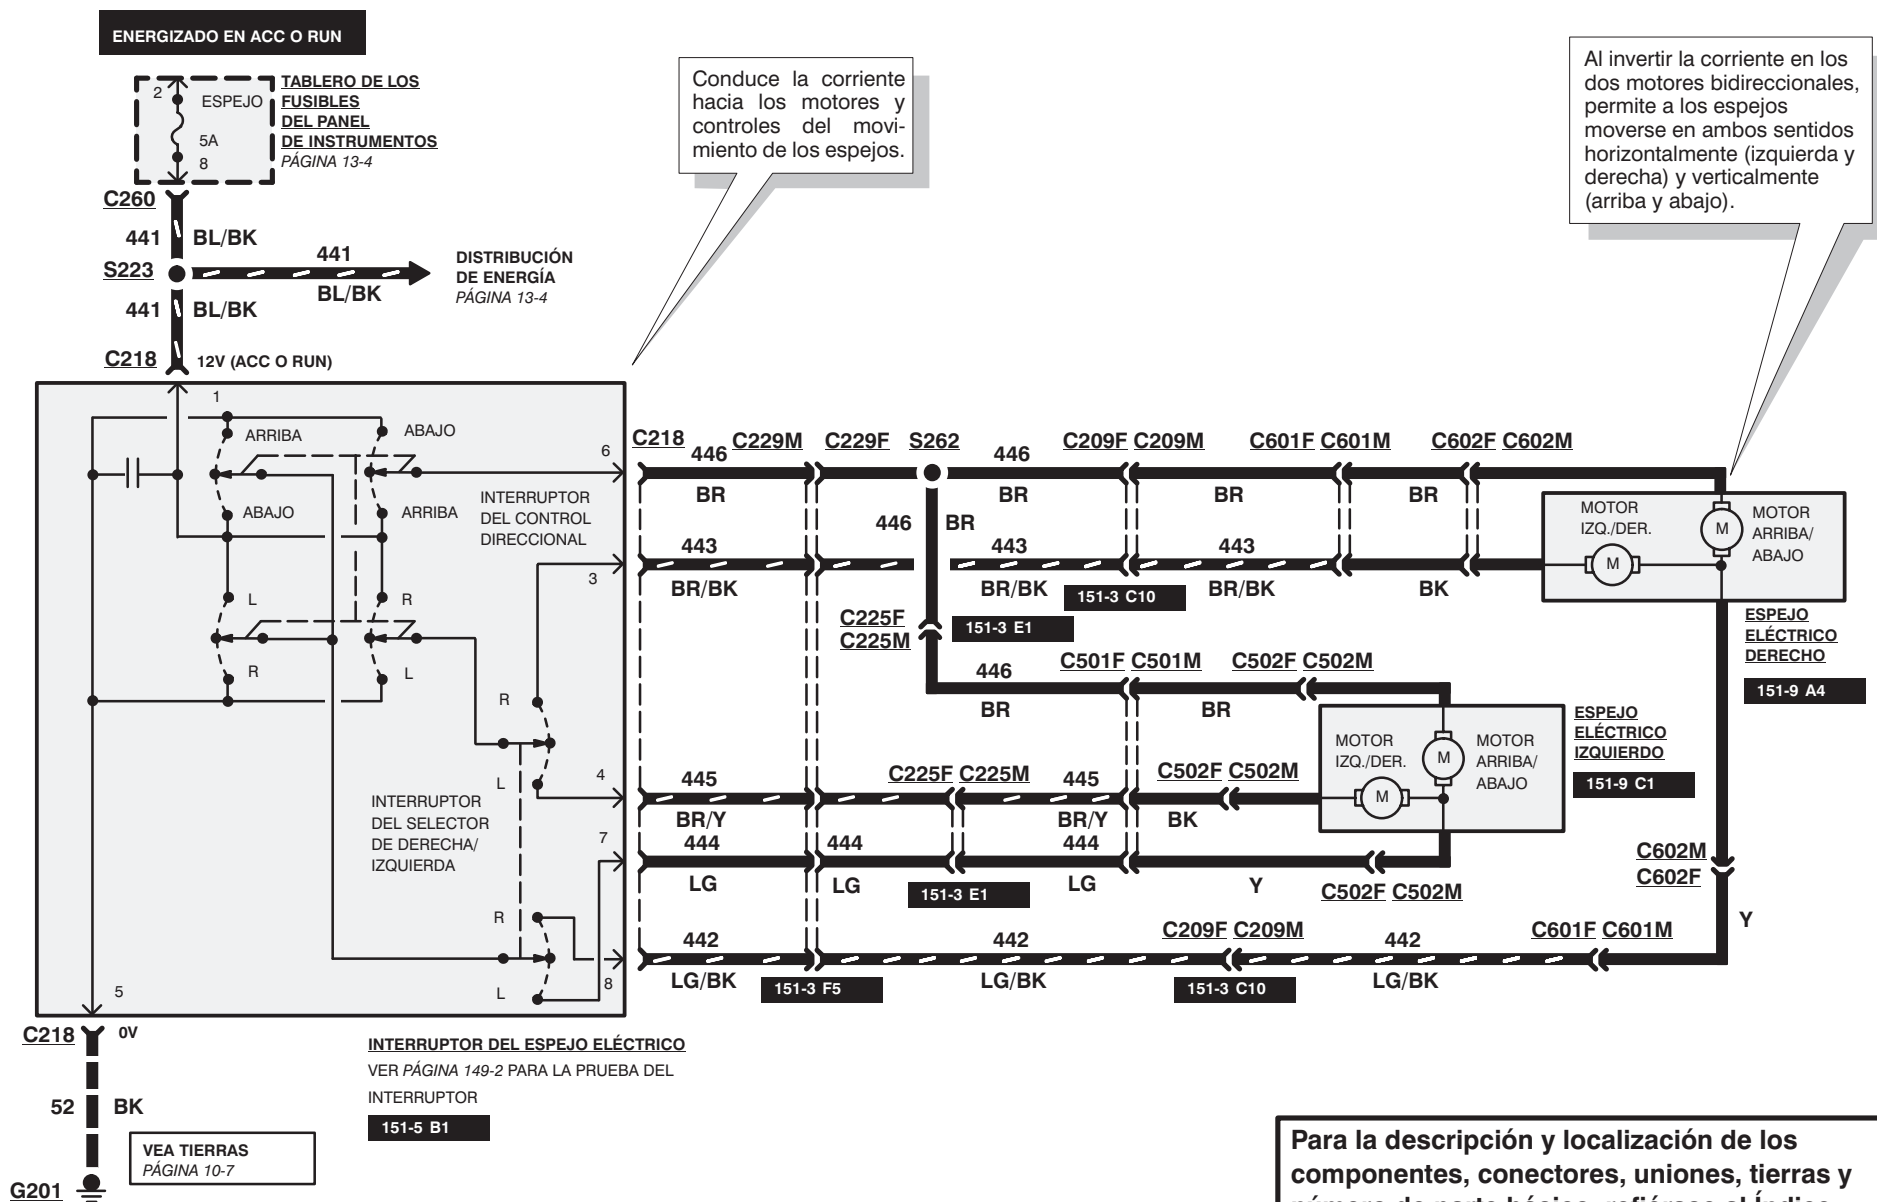 ENERGIZADO EN ACC O RUN
2
ESPEJO
5A
8
TABLERO DE LOS
FUSIBLES
DEL PANEL
DE INSTRUMENTOS
PÁGINA 13-4
C260
441 BL/BK
S223
441
BL/BK
DISTRIBUCIÓN
DE ENERGÍA
PÁGINA 13-4
441 BL/BK
C218
12V (ACC O RUN)
Conduce la corriente
hacia los motores y
controles del movi-
miento de los espejos.
Al invertir la corriente en los
dos motores bidireccionales,
permite a los espejos
moverse en ambos sentidos
horizontalmente (izquierda y
derecha) y verticalmente
(arriba y abajo).
1
ARRIBA
ABAJO
ABAJO
ARRIBA
6
INTERRUPTOR
DEL CONTROL
DIRECCIONAL
3
L
R
R
L
R
L
4
INTERRUPTOR
DEL SELECTOR
DE DERECHA/
IZQUIERDA
7
R
L
8
5
C218 C229M C229F S262 C209F C209M C601F C601M C602F C602M
446 446
BR BR BR BR
446 BR
443 443 443
BR/BK BR/BK BR/BK BK
151-3 C10
C225F
C225M
151-3 E1
MOTOR
IZQ./DER.
M
M
MOTOR
ARRIBA/
ABAJO
ESPEJO
ELÉCTRICO
DERECHO
151-9 A4
C501F C501M C502F C502M
446
BR BR
MOTOR
IZQ./DER.
M
M
MOTOR
ARRIBA/
ABAJO
ESPEJO
ELÉCTRICO
IZQUIERDO
151-9 C1
445 C225F C225M 445 C502F C502M
BR/Y BR/Y BK
444 444 444
LG LG LG Y
151-3 E1
C502F C502M
C602M
C602F
Y
442 442 C209F C209M 442 C601F C601M
LG/BK LG/BK LG/BK
151-3 F5
151-3 C10
C218 0V
52 BK
VEA TIERRAS
PÁGINA 10-7
G201
INTERRUPTOR DEL ESPEJO ELÉCTRICO
VER PÁGINA 149-2 PARA LA PRUEBA DEL
INTERRUPTOR
151-5 B1
Para la descripción y localización de los
componentes, conectores, uniones, tierras y
número de parte básico, refiérase al Índice